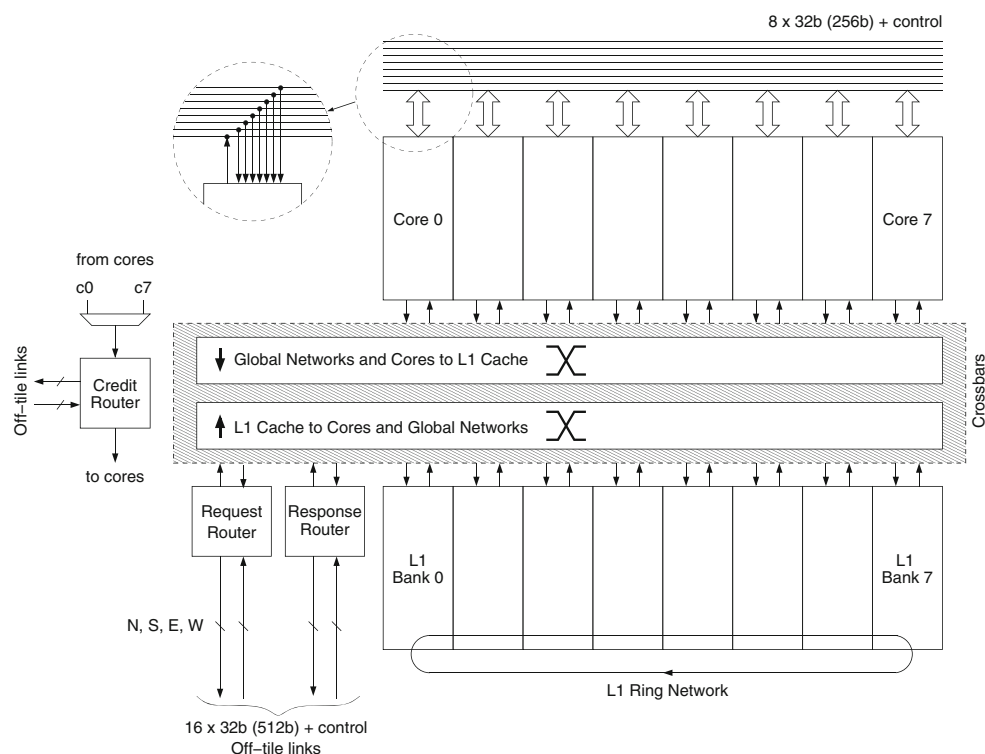 8 x 32b (256b) + control
Core 0
Core 7
from cores
c0
c7
Global Networks and Cores to L1 Cache
Off-tile links
Credit
Router
Crossbars
L1 Cache to Cores and Global Networks
to cores
Request
Router
Response
Router
L1
Bank 0
L1
Bank 7
N, S, E, W
L1 Ring Network
16 x 32b (512b) + control
Off-tile links